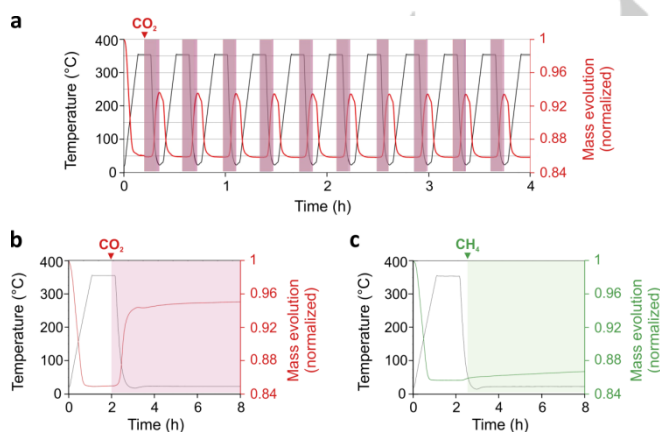 a
CO₂
400
300
200
100
0
Temperature (°C)
1
0.96
0.92
0.88
0.84
Mass evolution
(normalized)
0
1
2
3
4
Time (h)
b
CO₂
400
300
200
100
0
Temperature (°C)
1
0.96
0.92
0.88
0.84
Mass evolution
(normalized)
0
2
4
6
8
Time (h)
c
CH₄
400
300
200
100
0
Temperature (°C)
1
0.96
0.92
0.88
0.84
Mass evolution
(normalized)
0
2
4
6
8
Time (h)